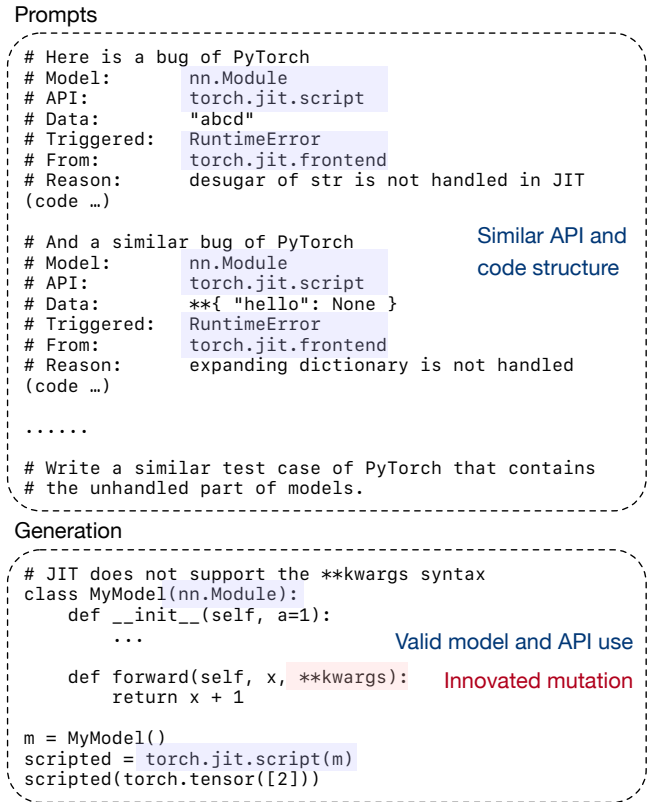 Prompts
# Here is a bug of PyTorch
# Model: nn.Module
# API: torch.jit.script
# Data: "abcd"
# Triggered: RuntimeError
# From: torch.jit.frontend
# Reason: desugar of str is not handled in JIT
(code …)
# And a similar bug of PyTorch
# Model: nn.Module
# API: torch.jit.script
# Data: **{ "hello": None }
# Triggered: RuntimeError
# From: torch.jit.frontend
# Reason: expanding dictionary is not handled
(code …)
Similar API and
code structure
......
# Write a similar test case of PyTorch that contains
# the unhandled part of models.
Generation
# JIT does not support the **kwargs syntax
class MyModel(nn.Module):
    def __init__(self, a=1):
        ...
Valid model and API use
    def forward(self, x, **kwargs):
Innovated mutation
        return x + 1
m = MyModel()
scripted = torch.jit.script(m)
scripted(torch.tensor([2]))